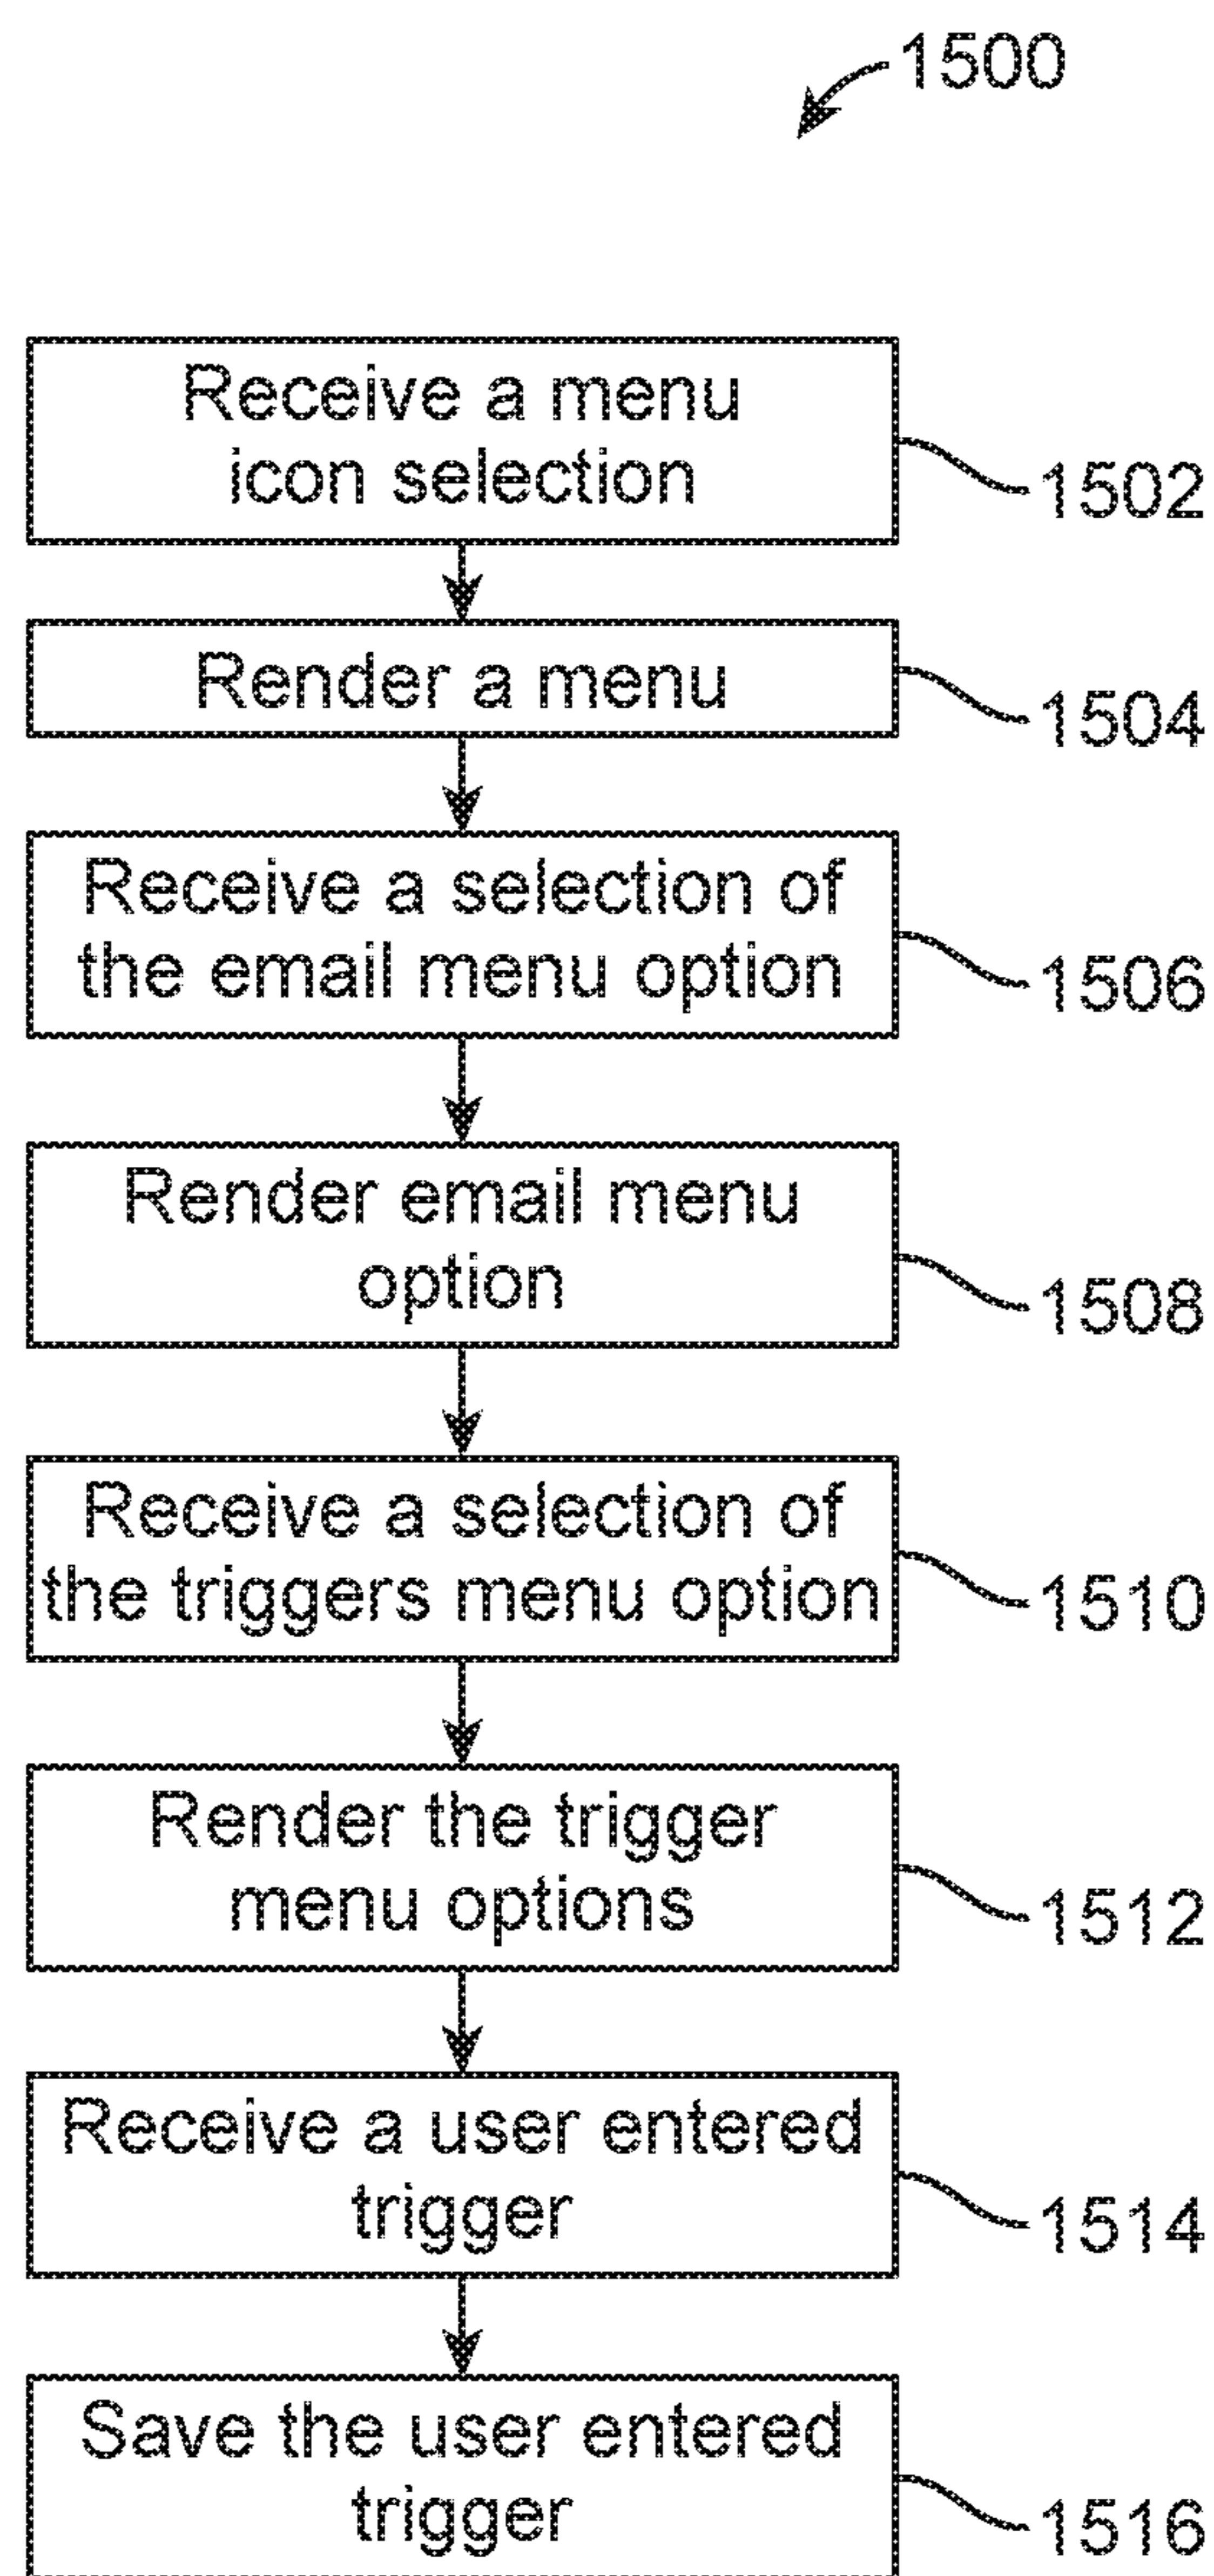 1500
Receive a menu
icon selection
1502
Render a menu
1504
Receive a selection of
the email menu option
1506
Render email menu
option
1508
Receive a selection of
the triggers menu option
1510
Render the trigger
menu options
1512
Receive a user entered
trigger
1514
Save the user entered
trigger
1516